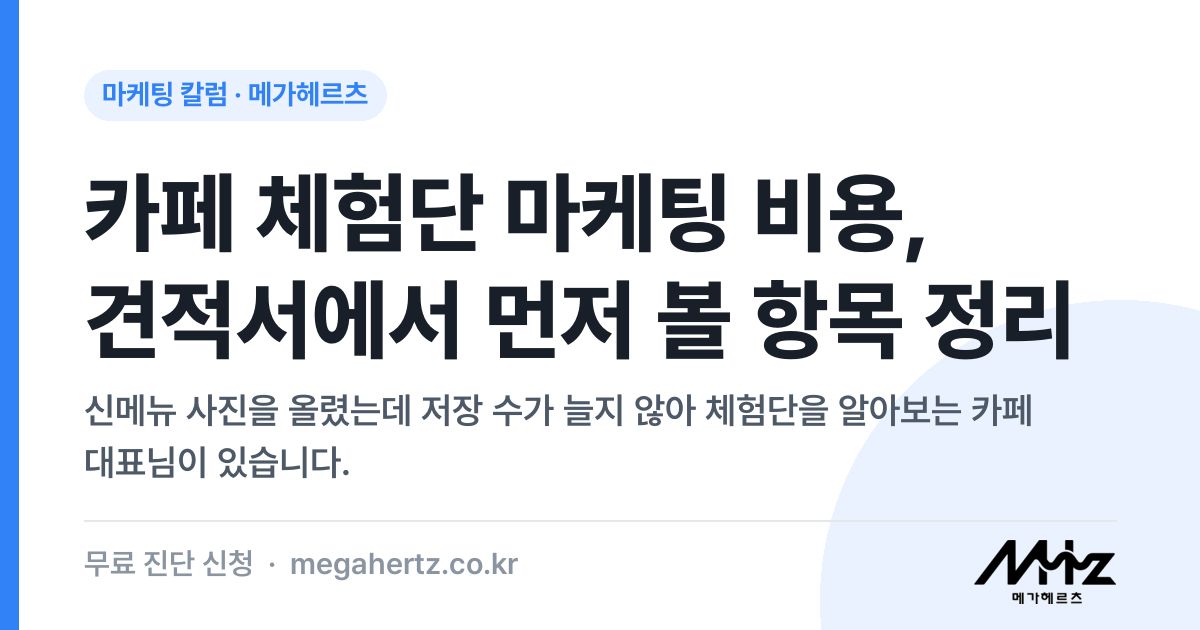 마케팅 칼럼 · 메가헤르츠
카페 체험단 마케팅 비용,
견적서에서 먼저 볼 항목 정리
신메뉴 사진을 올렸는데 저장 수가 늘지 않아 체험단을 알아보는 카페
대표님이 있습니다.
무료 진단 신청 · megahertz.co.kr
MHz
메가헤르츠